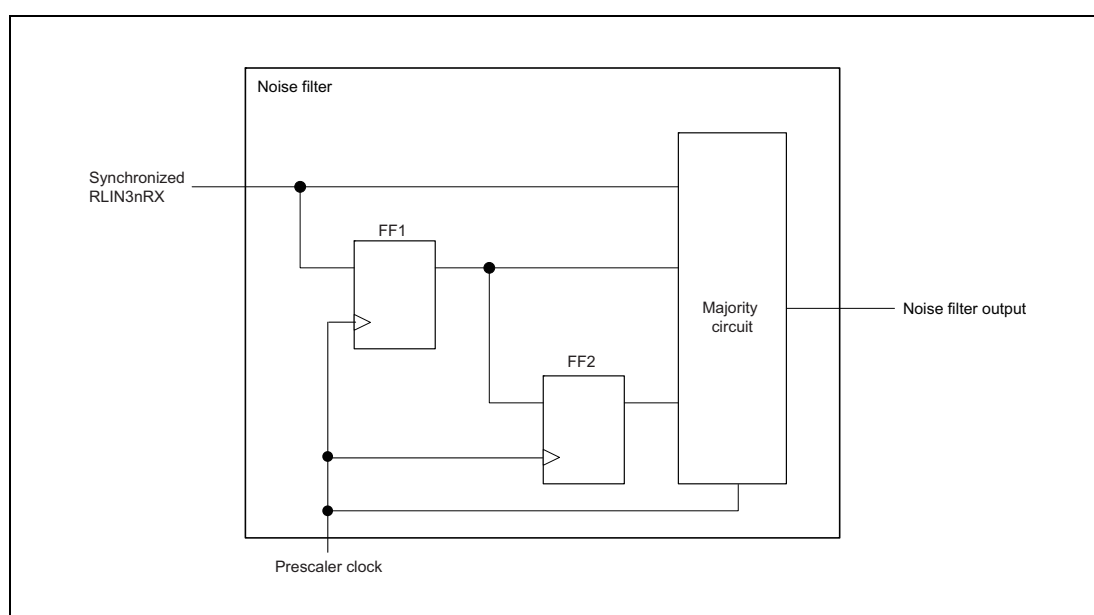 Noise filter
Synchronized
RLIN3nRX
FF1
Majority
circuit
Noise filter output
FF2
Prescaler clock